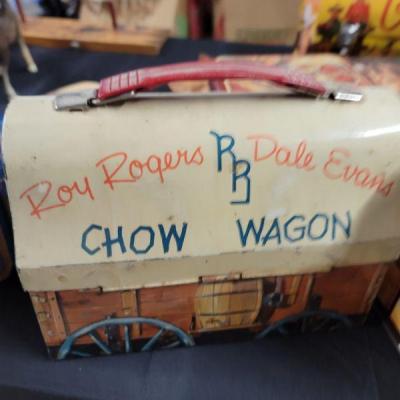 Roy Rogers RR Dale Evans
CHOW WAGON